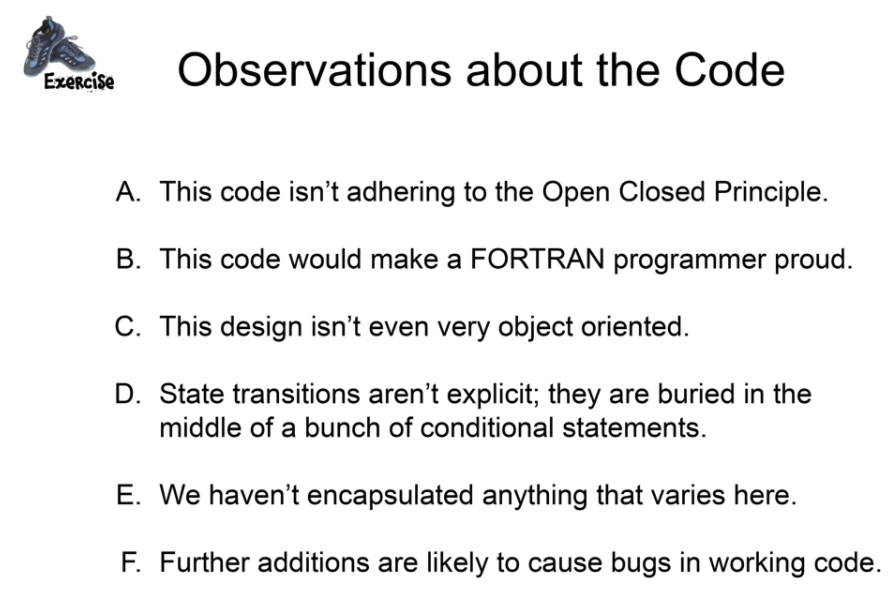 Exercise
Observations about the Code
A. This code isn’t adhering to the Open Closed Principle.
B. This code would make a FORTRAN programmer proud.
C. This design isn’t even very object oriented.
D. State transitions aren’t explicit; they are buried in the
middle of a bunch of conditional statements.
E. We haven’t encapsulated anything that varies here.
F. Further additions are likely to cause bugs in working code.